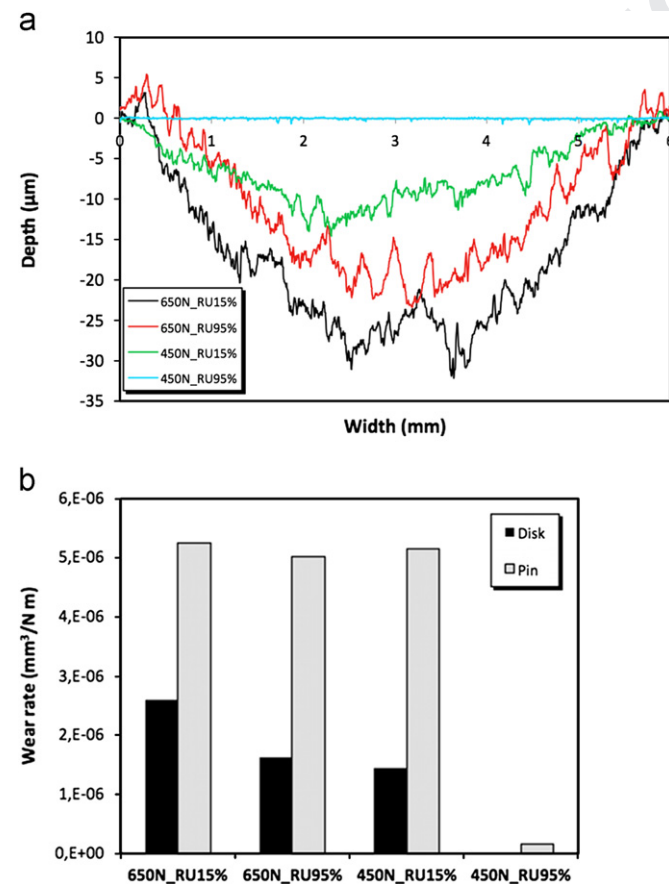 a
10
5
0
-5
-10
-15
-20
-25
-30
-35
0 1 2 3 4 5 6
Depth (µm)
650N_RU15%
650N_RU95%
450N_RU15%
450N_RU95%
Width (mm)
b
6,E-06
5,E-06
4,E-06
3,E-06
2,E-06
1,E-06
0,E+00
Wear rate (mm³/N m)
Disk
Pin
650N_RU15% 650N_RU95% 450N_RU15% 450N_RU95%